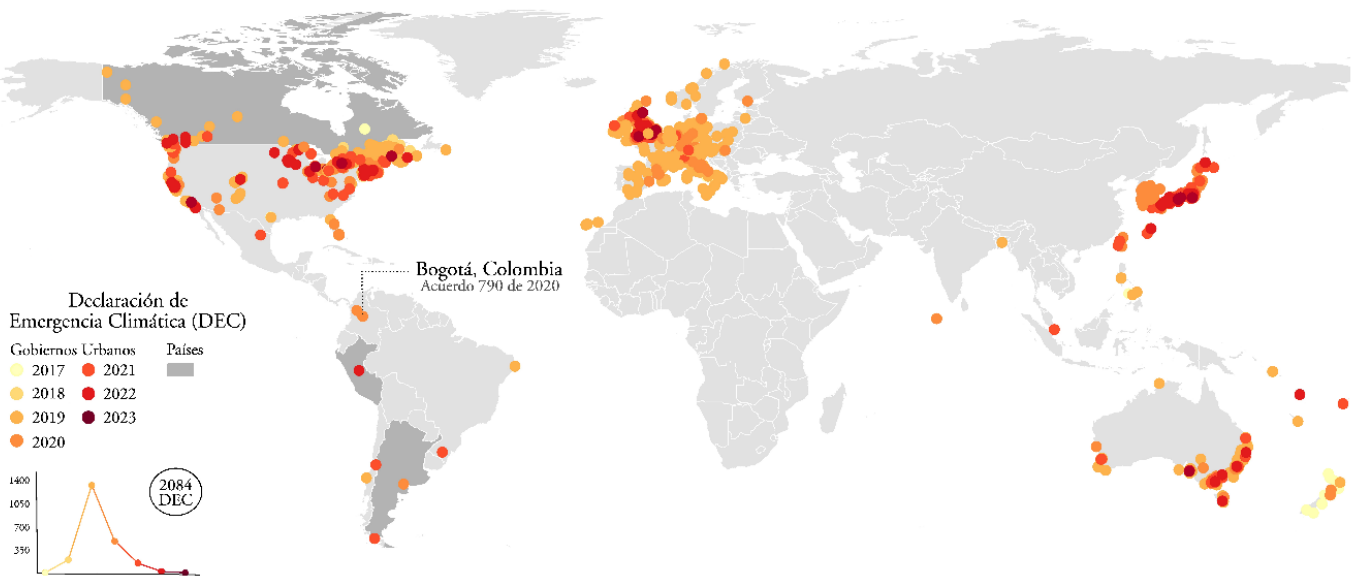 Bogotá, Colombia
Acuerdo 790 de 2020
Declaración de
Emergencia Climática (DEC)
Gobiernos Urbanos Países
2017 2021
2018 2022
2019 2023
2020
1400
1050
700
350
2084
DEC